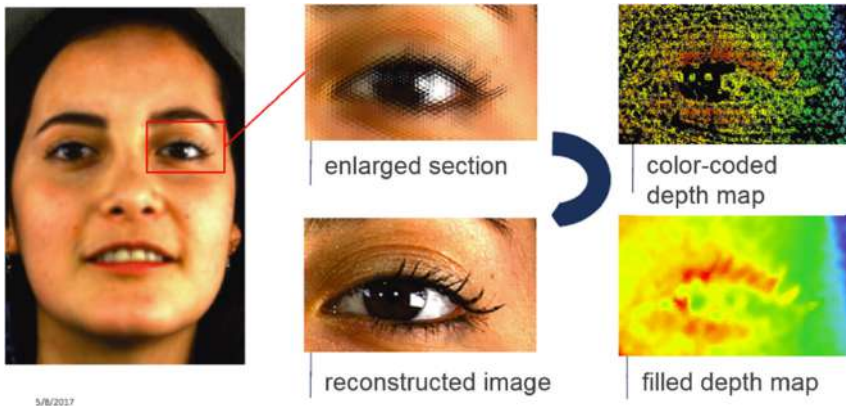 enlarged section
color-coded
depth map
reconstructed image
filled depth map
5/8/2017